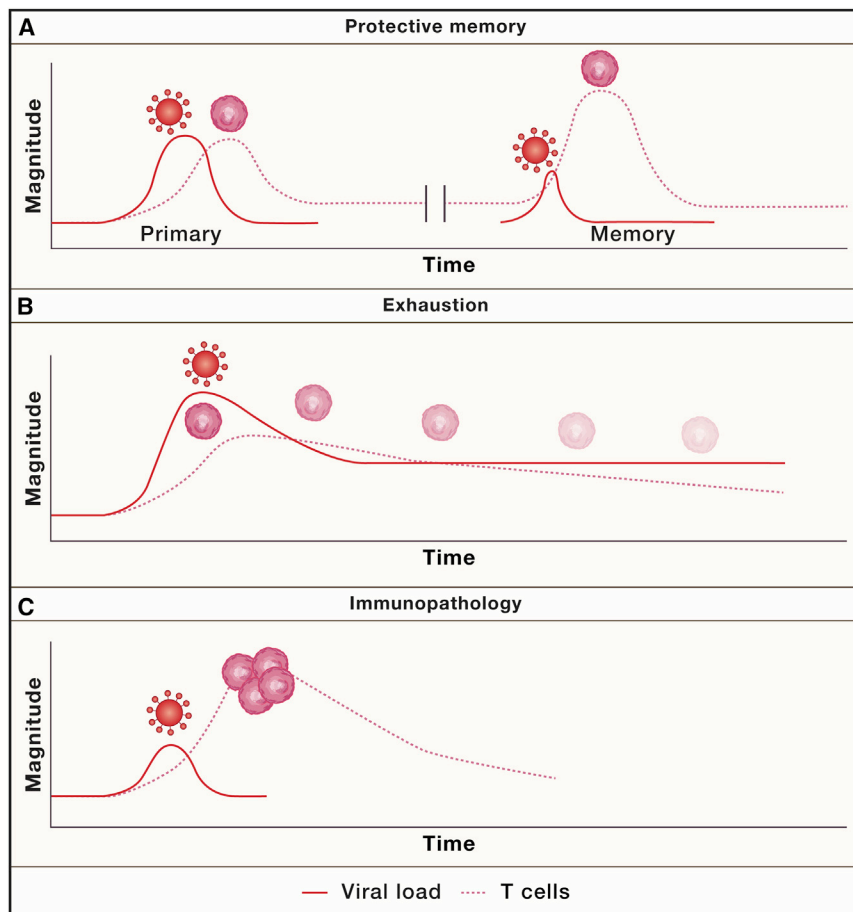 A
Protective memory
Magnitude
Primary
Memory
Time
B
Exhaustion
Magnitude
Time
C
Immunopathology
Magnitude
Time
Viral load
T cells